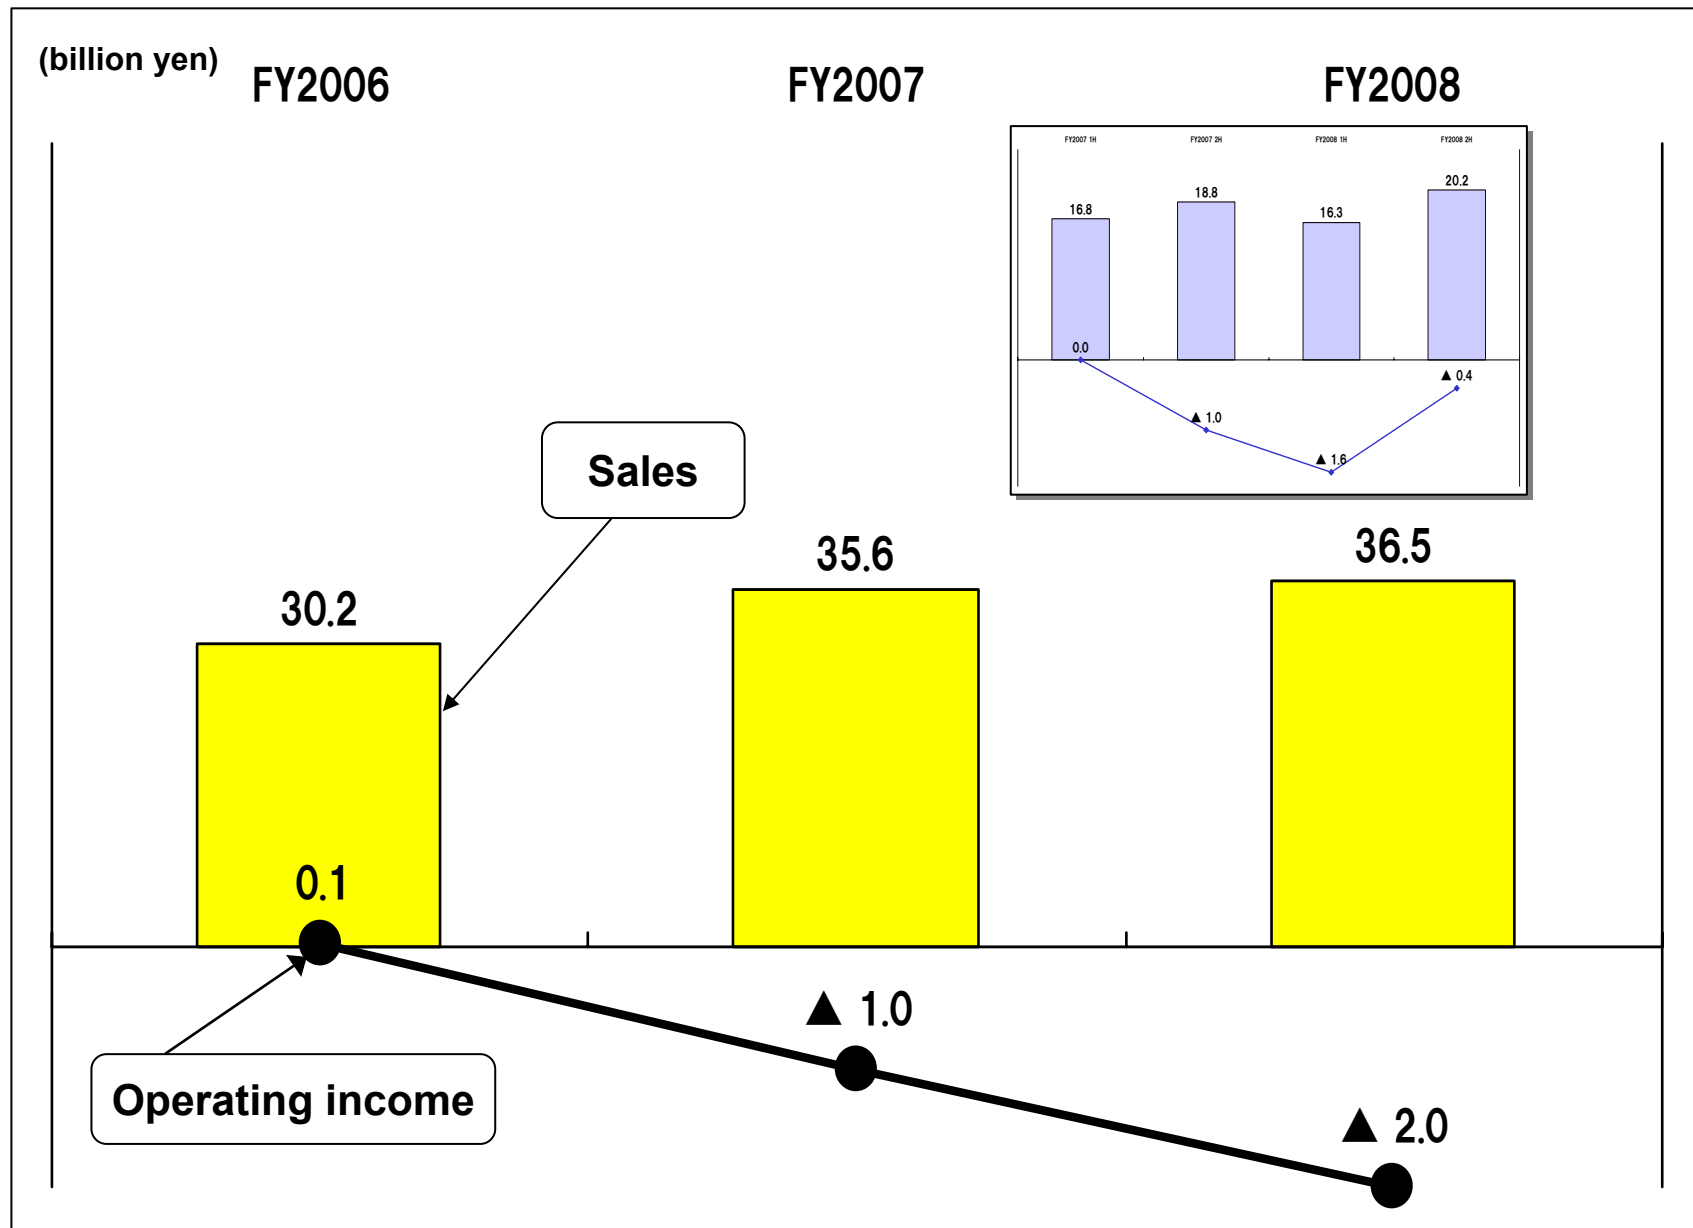 (billion yen)
FY2006 FY2007 FY2008
FY2007 1H FY2007 2H FY2008 1H FY2008 2H
16.8 18.8 16.3 20.2
0.0
▲ 1.0
▲ 1.6
▲ 0.4
Sales
30.2 35.6 36.5
0.1
▲ 1.0
▲ 2.0
Operating income